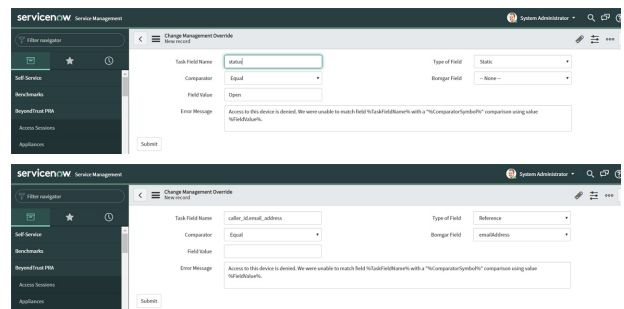 servicenow Service Management
System Administrator
Filter navigator
Change Management Override
New record
Self-Service
Benchmarks
BeyondTrust PRA
Access Sessions
Appliances
Task Field Name status
Type of Field Static
Comparator Equal
Bomgar Field -- None --
Field Value Open
Error Message Access to this device is denied. We were unable to match field %TaskFieldName% with a "%ComparatorSymbol%" comparison using value
%FieldValue%.
Submit
servicenow Service Management
System Administrator
Filter navigator
Change Management Override
New record
Self-Service
Benchmarks
BeyondTrust PRA
Access Sessions
Appliances
Task Field Name caller_id.email_address
Type of Field Reference
Comparator Equal
Bomgar Field emailAddress
Field Value
Error Message Access to this device is denied. We were unable to match field %TaskFieldName% with a "%ComparatorSymbol%" comparison using value
%FieldValue%.
Submit